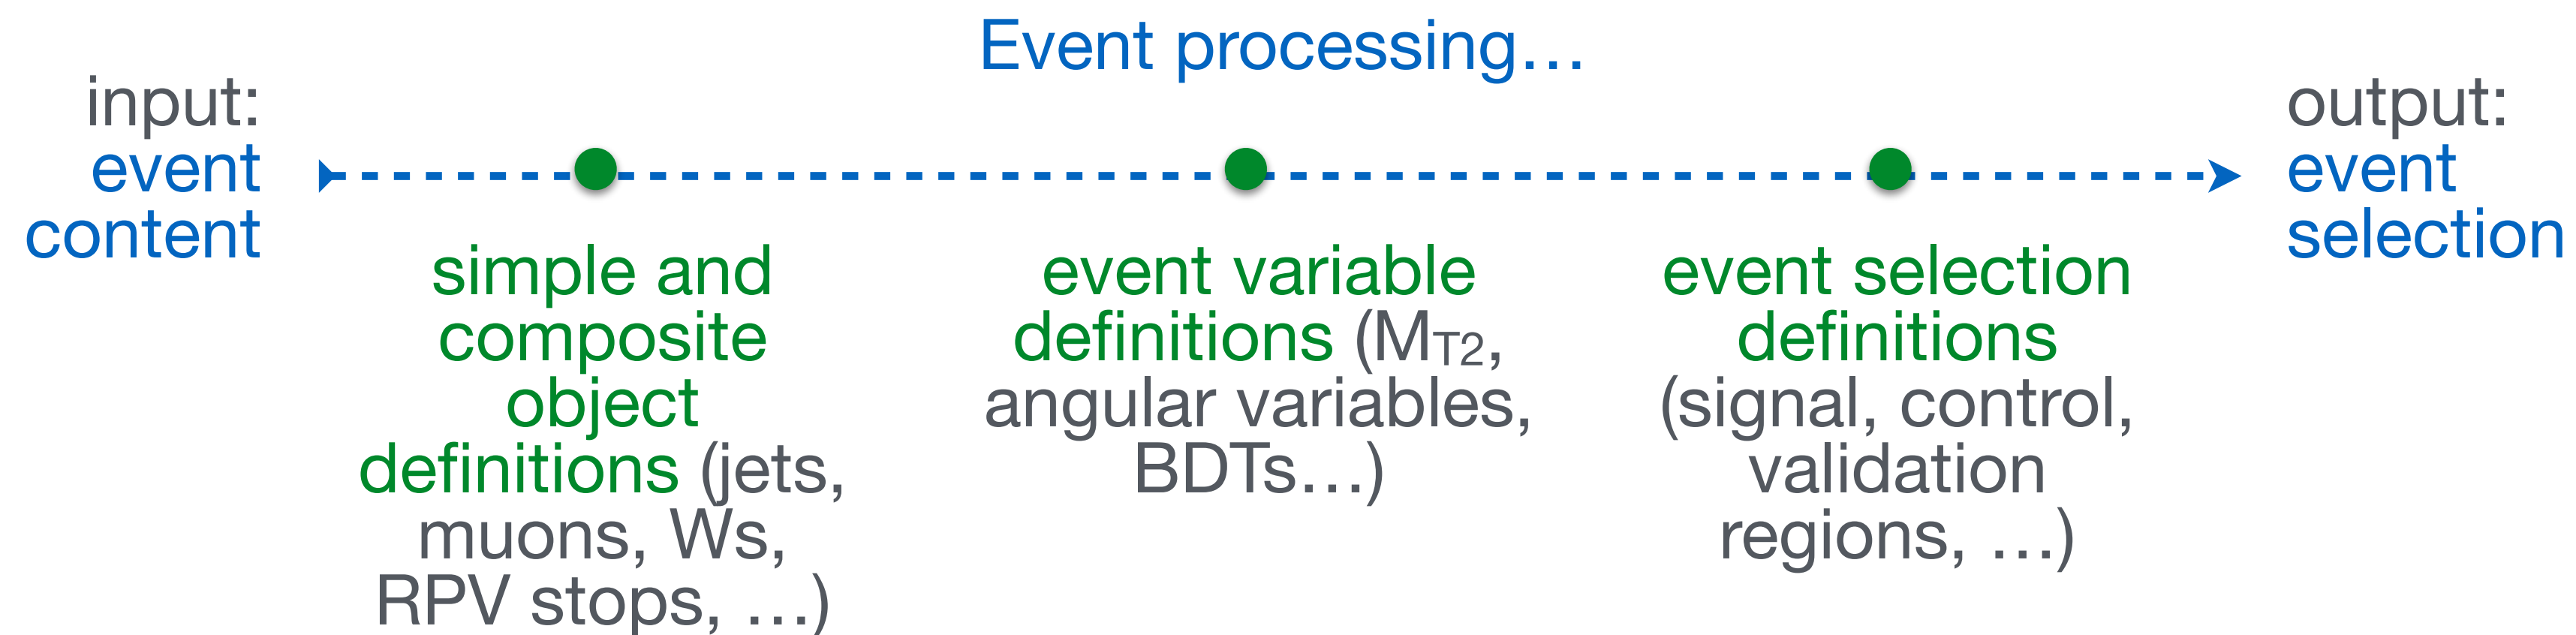 Event processing…
input:
event
content
simple and
composite
object
definitions (jets,
muons, Ws,
RPV stops, …)
event variable
definitions (MT2,
angular variables,
BDTs…)
event selection
definitions
(signal, control,
validation
regions, …)
output:
event
selection